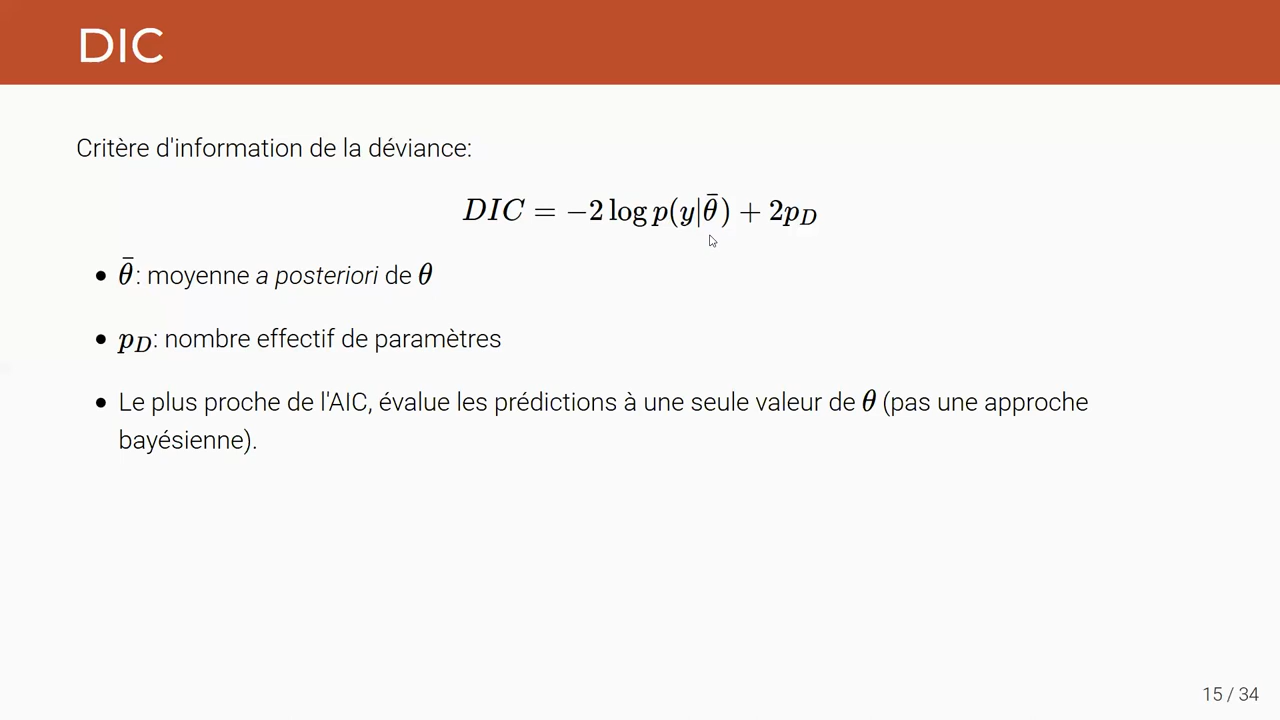 DIC
Critère d'information de la déviance:
DIC = −2 log p(y|θ̄) + 2p_D
• θ̄: moyenne a posteriori de θ
• p_D: nombre effectif de paramètres
• Le plus proche de l'AIC, évalue les prédictions à une seule valeur de θ (pas une approche
bayésienne).
15 / 34